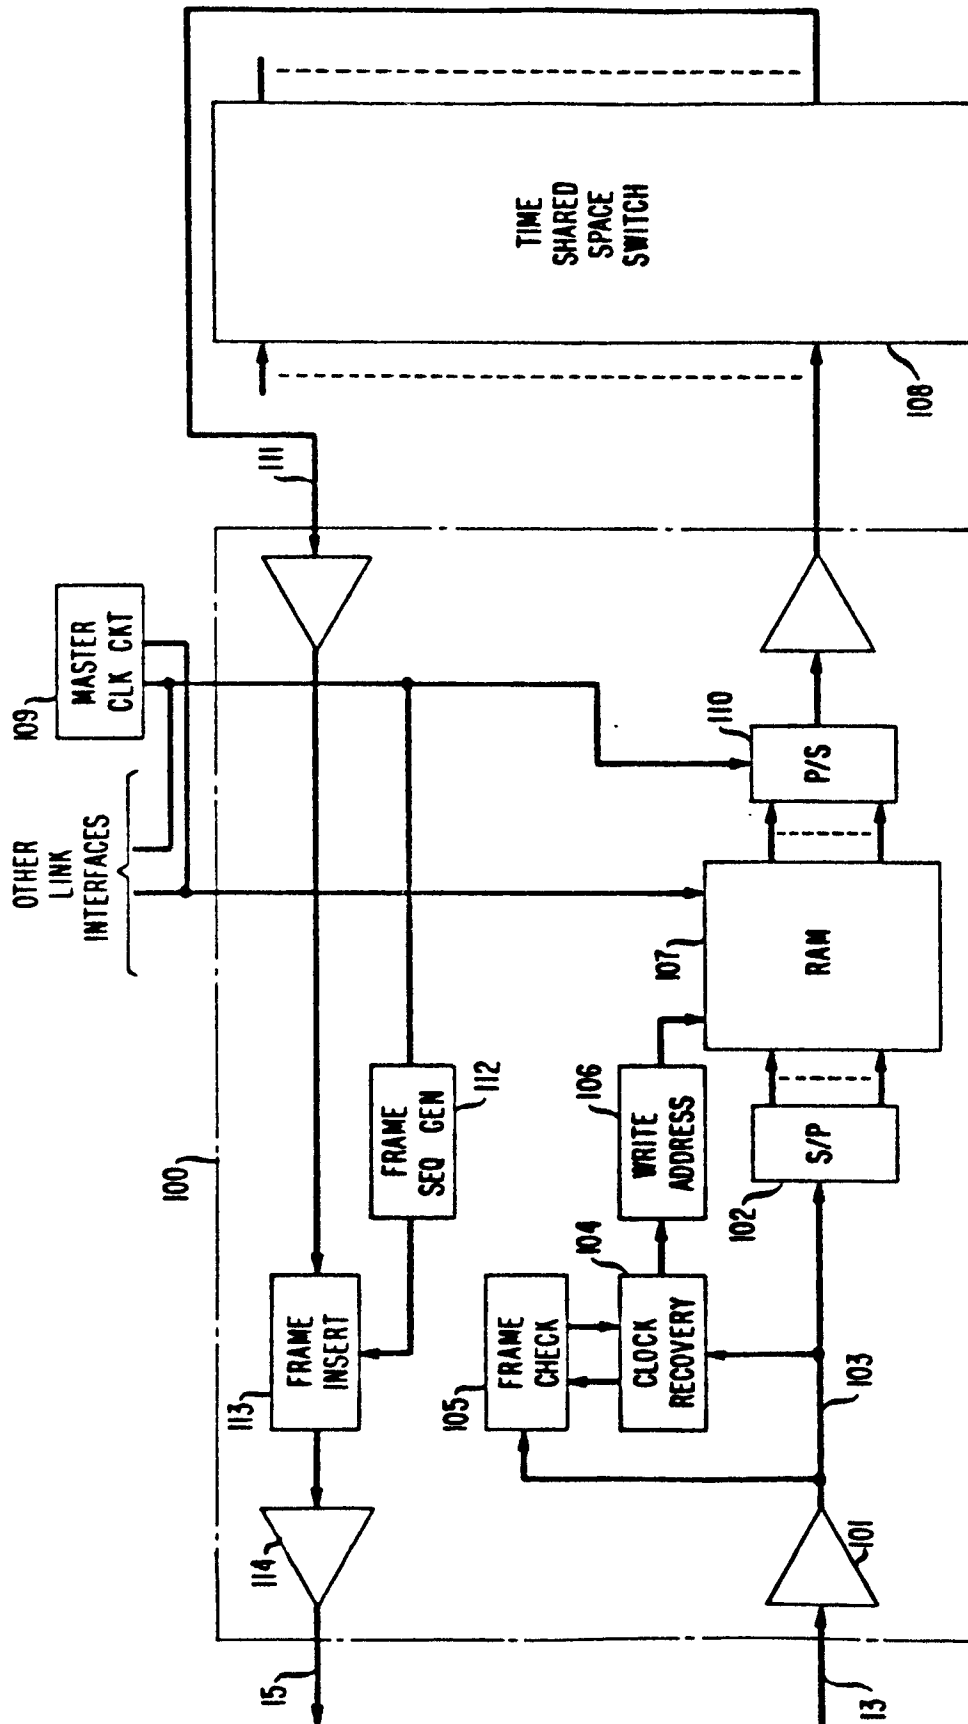 OTHER
LINK
INTERFACES
109
MASTER
CLK CKT
111
TIME
SHARED
SPACE
SWITCH
108
100
15
114
113
FRAME
INSERT
FRAME
SEQ GEN
112
105
FRAME
CHECK
104
CLOCK
RECOVERY
106
WRITE
ADDRESS
107
RAM
110
P/S
102
S/P
103
101
13